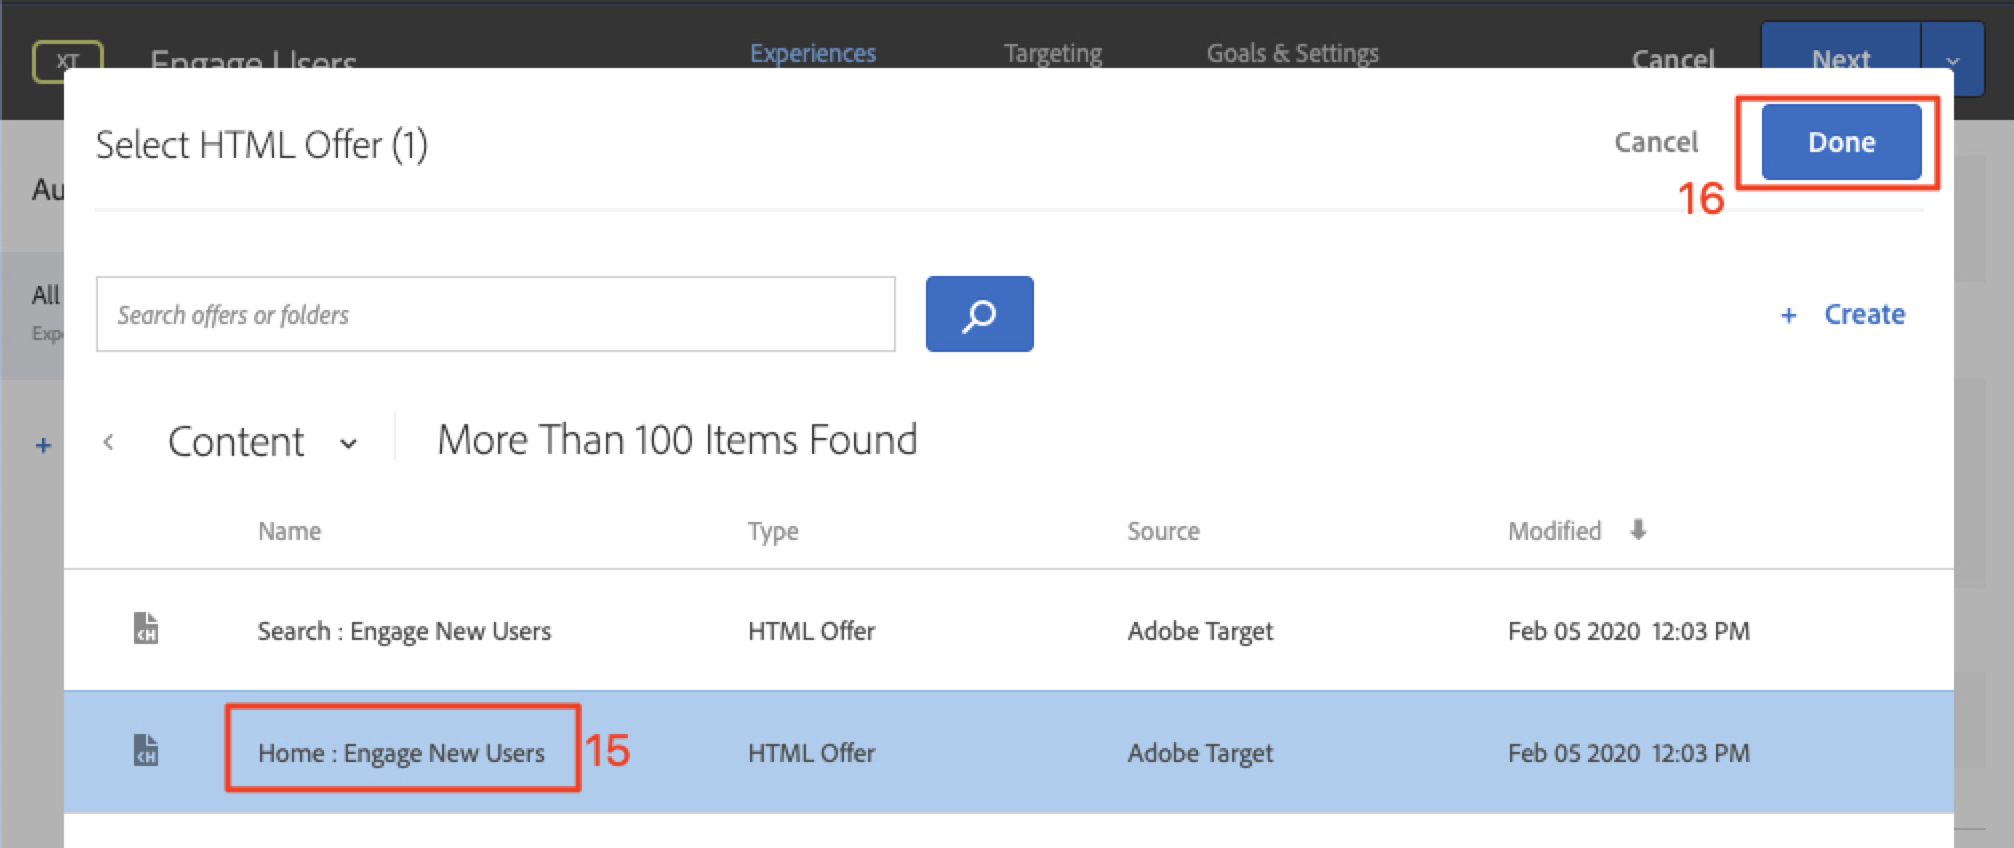 XT Engage Users Experiences Targeting Goals & Settings Cancel Next
Select HTML Offer (1) Cancel Done
16
Au
All
Search offers or folders + Create
Exp
+ Content More Than 100 Items Found
Name Type Source Modified
Search : Engage New Users HTML Offer Adobe Target Feb 05 2020 12:03 PM
Home : Engage New Users 15 HTML Offer Adobe Target Feb 05 2020 12:03 PM